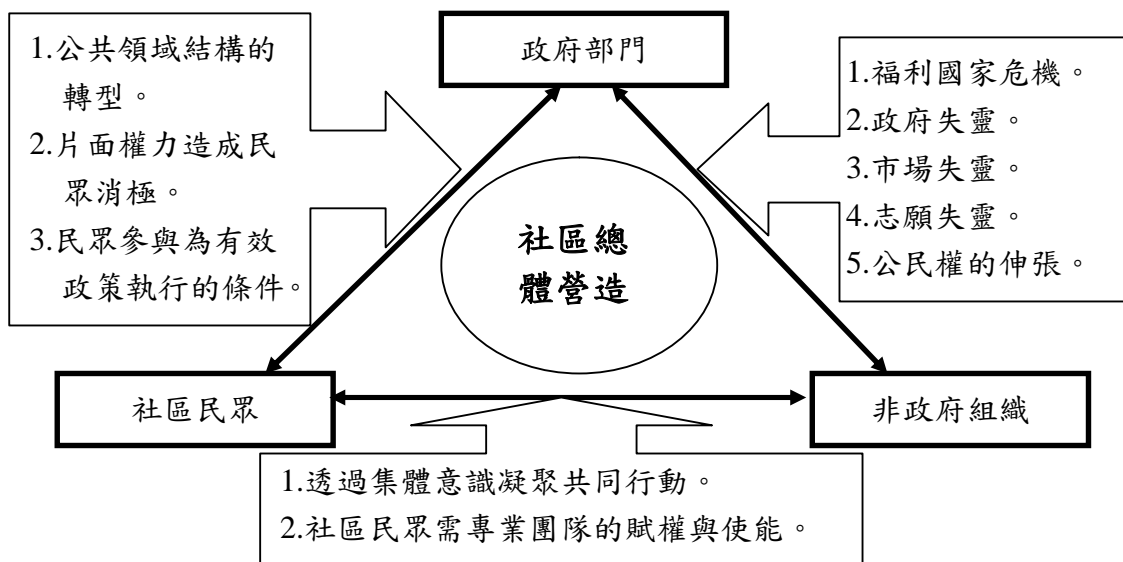 政府部門
1.公共領域結構的
轉型。
2.片面權力造成民
眾消極。
3.民眾參與為有效
政策執行的條件。
1.福利國家危機。
2.政府失靈。
3.市場失靈。
4.志願失靈。
5.公民權的伸張。
社區總
體營造
社區民眾
非政府組織
1.透過集體意識凝聚共同行動。
2.社區民眾需專業團隊的賦權與使能。